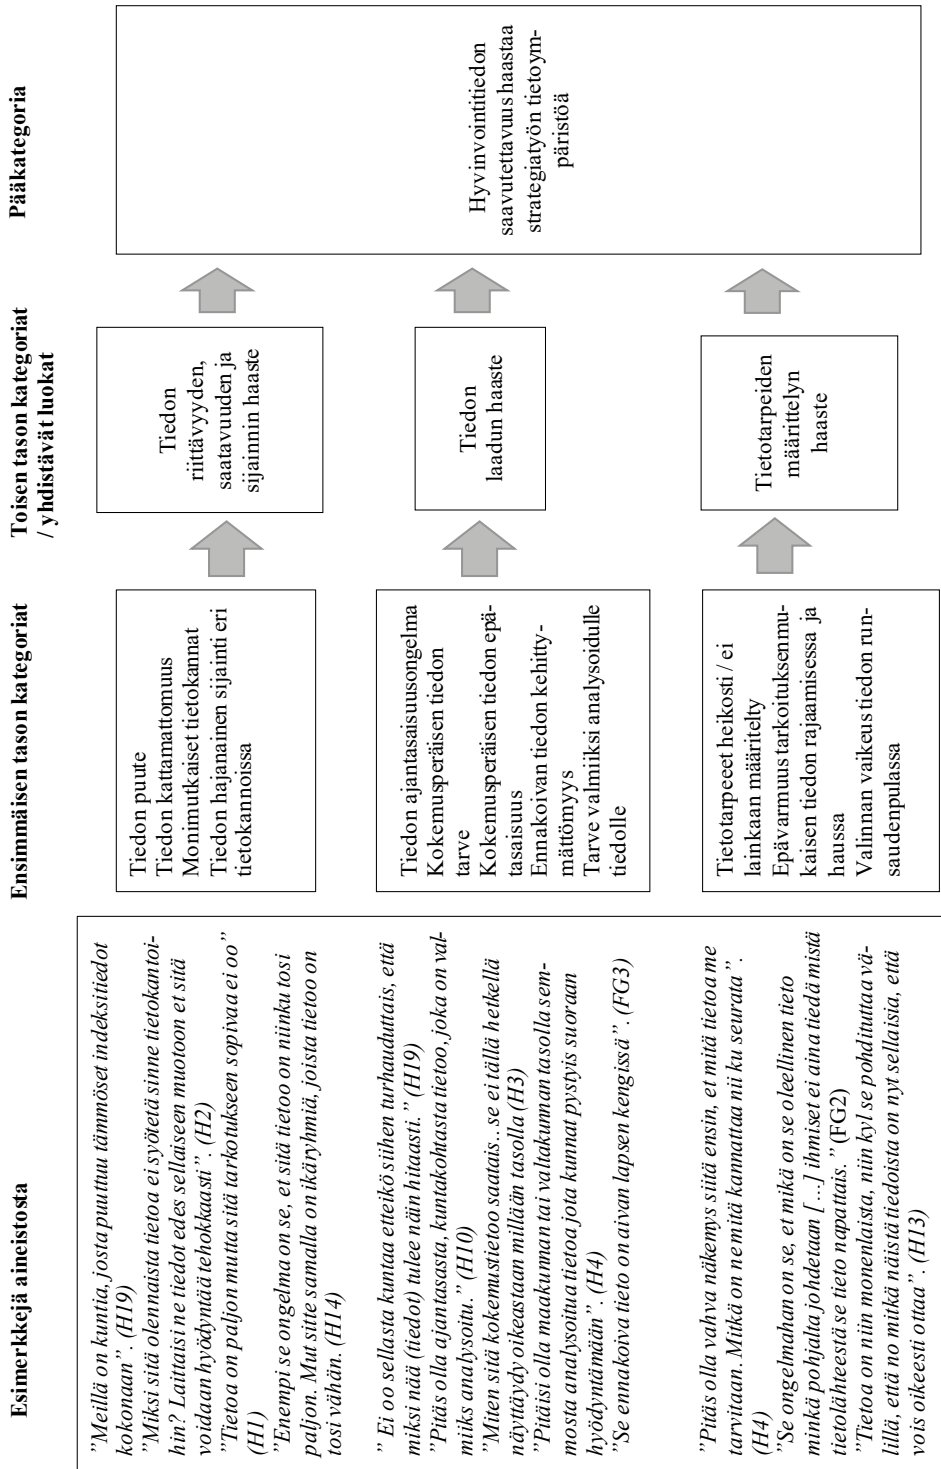 Esimerkkejä aineistosta
"Meillä on kuntia, josta puuttuu tämmöset indeksitiedot
kokonaan". (H19)
"Miksi sitä olennaista tietoa ei syötetä sinne tietokantoi-
hin? Laittaisi ne tiedot edes sellaiseen muotoon et sitä
voidaan hyödyntää tehokkaasti". (H2)
"Tietoa on paljon mutta sitä tarkotukseen sopivaa ei oo"
(H1)
"Enempi se ongelma on se, et sitä tietoo on niinku tosi
paljon. Mut sitte samalla on ikäryhmiä, joista tietoo on
tosi vähän. (H14)
" Ei oo sellasta kuntaa etteikö siihen turhauduttais, että
miksi nää (tiedot) tulee näin hitaasti." (H19)
"Pitäs olla ajantasasta, kuntakohtasta tietoo, joka on val-
miiks analysoitu." (H10)
"Miten sitä kokemustietoo saatais.. se ei tällä hetkellä
näyttäydy oikeastaan millään tasolla (H3)
"Pitäisi olla maakunnan tai valtakunnan tasolla sem-
mosta analysoitua tietoa jota kunnat pystyis suoraan
hyödyntämään". (H4)
"Se ennakoiva tieto on aivan lapsen kengissä". (FG3)
"Pitäs olla vahva näkemys siitä ensin, et mitä tietoa me
tarvitaan. Mitkä on ne mitä kannattaa nii ku seurata".
(H4)
"Se ongelmahan on se, et mikä on se oleellinen tieto
minkä pohjalta johdetaan [...] ihmiset ei aina tiedä mistä
tietolähteestä se tieto napattais." (FG2)
"Tietoa on niin monenlaista, niin kyl se pohdituttaa vä-
lillä, että no mikä näistä tiedoista on nyt sellaisia, että
vois oikeesti ottaa". (H13)
Ensimmäisen tason kategoriat
Tiedon puute
Tiedon kattamattomuus
Monimutkaiset tietokannat
Tiedon hajanainen sijainti eri
tietokannoissa
Tiedon ajantasaisuusongelma
Kokemusperäisen tiedon
tarve
Kokemusperäisen tiedon epä-
tasaisuus
Ennakoivan tiedon kehitty-
mättömyys
Tarve valmiiksi analysoidulle
tiedolle
Tietotarpeeet heikosti / ei
lainkaan määritelty
Epävarmuus tarkoituksenmu-
kaisen tiedon rajaamisessa ja
haussa
Valinnan vaikeus tiedon run-
saudenpulassa
Toisen tason kategoriat
/ yhdistävät luokat
Tiedon
riittävyyden,
saatavuuden ja
sijainnin haaste
Tiedon
laadun haaste
Tietotarpeiden
määrittelyn
haaste
Pääkategoria
Hyvinvointitiedon
saavutettavuus haastaa
strategiatyön tietoym-
päristöä